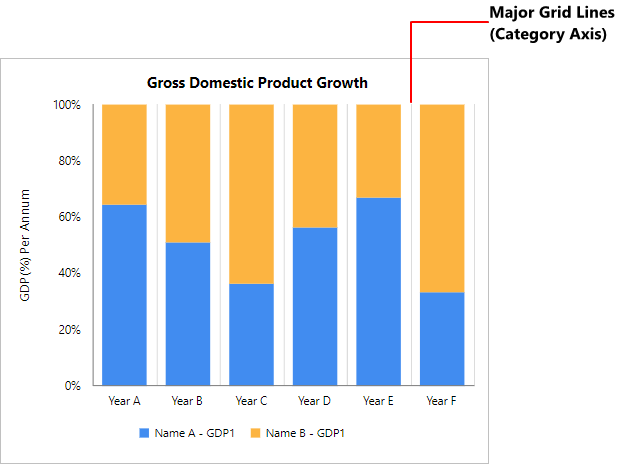 Major Grid Lines
(Category Axis)
Gross Domestic Product Growth
100%
80%
60%
40%
20%
0%
GDP (%) Per Annum
Year A
Year B
Year C
Year D
Year E
Year F
Name A - GDP1
Name B - GDP1